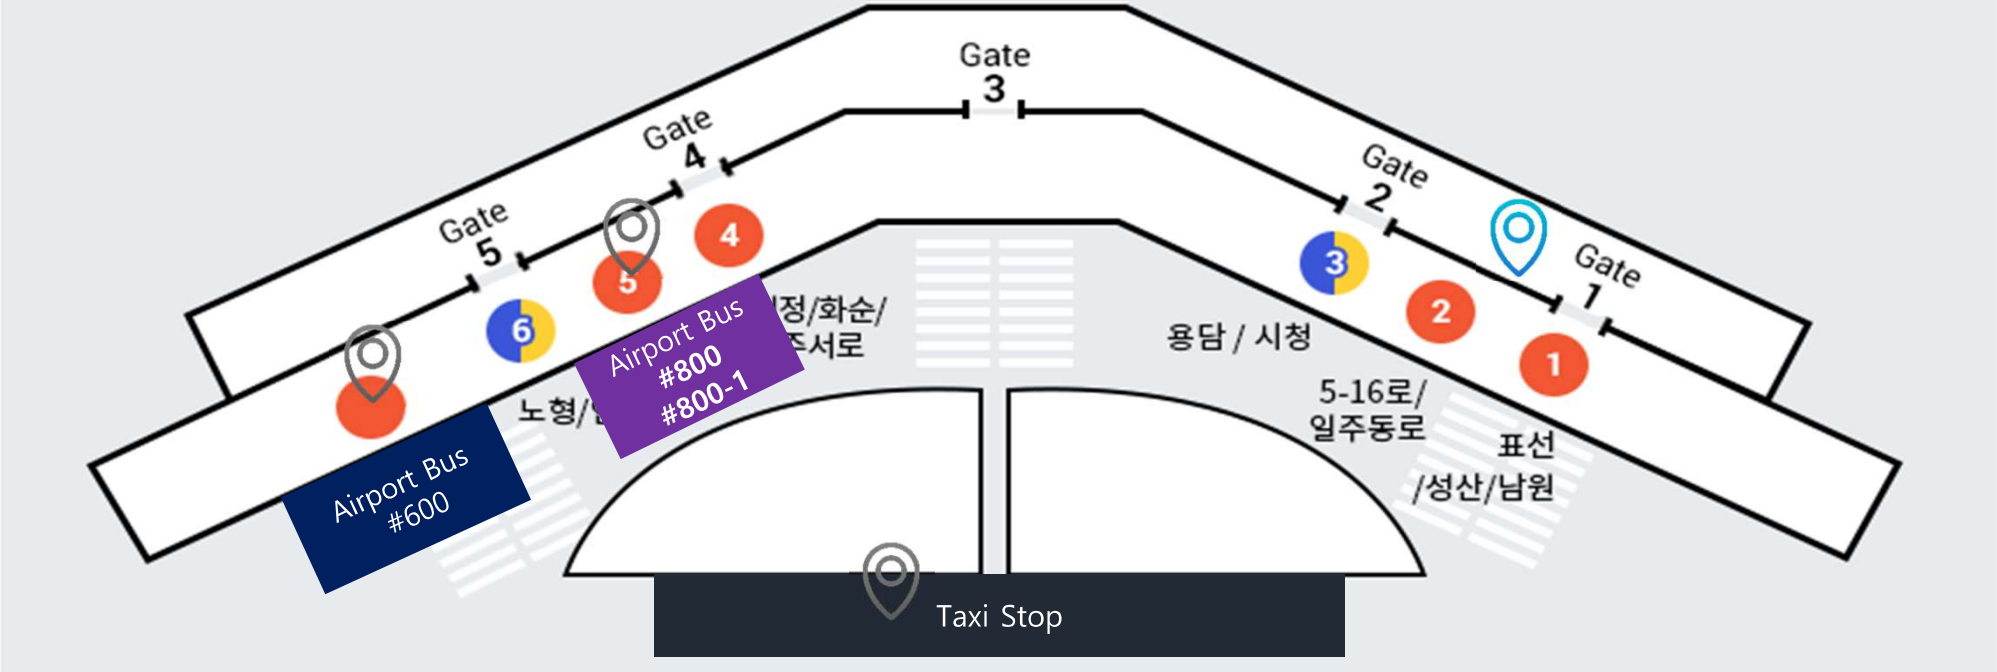 Gate
3
Gate
4
Gate
5
Gate
2
Gate
1
4
5
6
3
2
1
정/화순/
서로
Airport Bus
#800
#800-1
노형/
Airport Bus
#600
용담 / 시청
5-16로/
일주동로
표선
/성산/남원
Taxi Stop